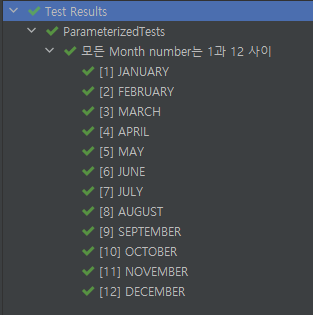 Test Results
ParameterizedTests
모든 Month number는 1과 12 사이
[1] JANUARY
[2] FEBRUARY
[3] MARCH
[4] APRIL
[5] MAY
[6] JUNE
[7] JULY
[8] AUGUST
[9] SEPTEMBER
[10] OCTOBER
[11] NOVEMBER
[12] DECEMBER